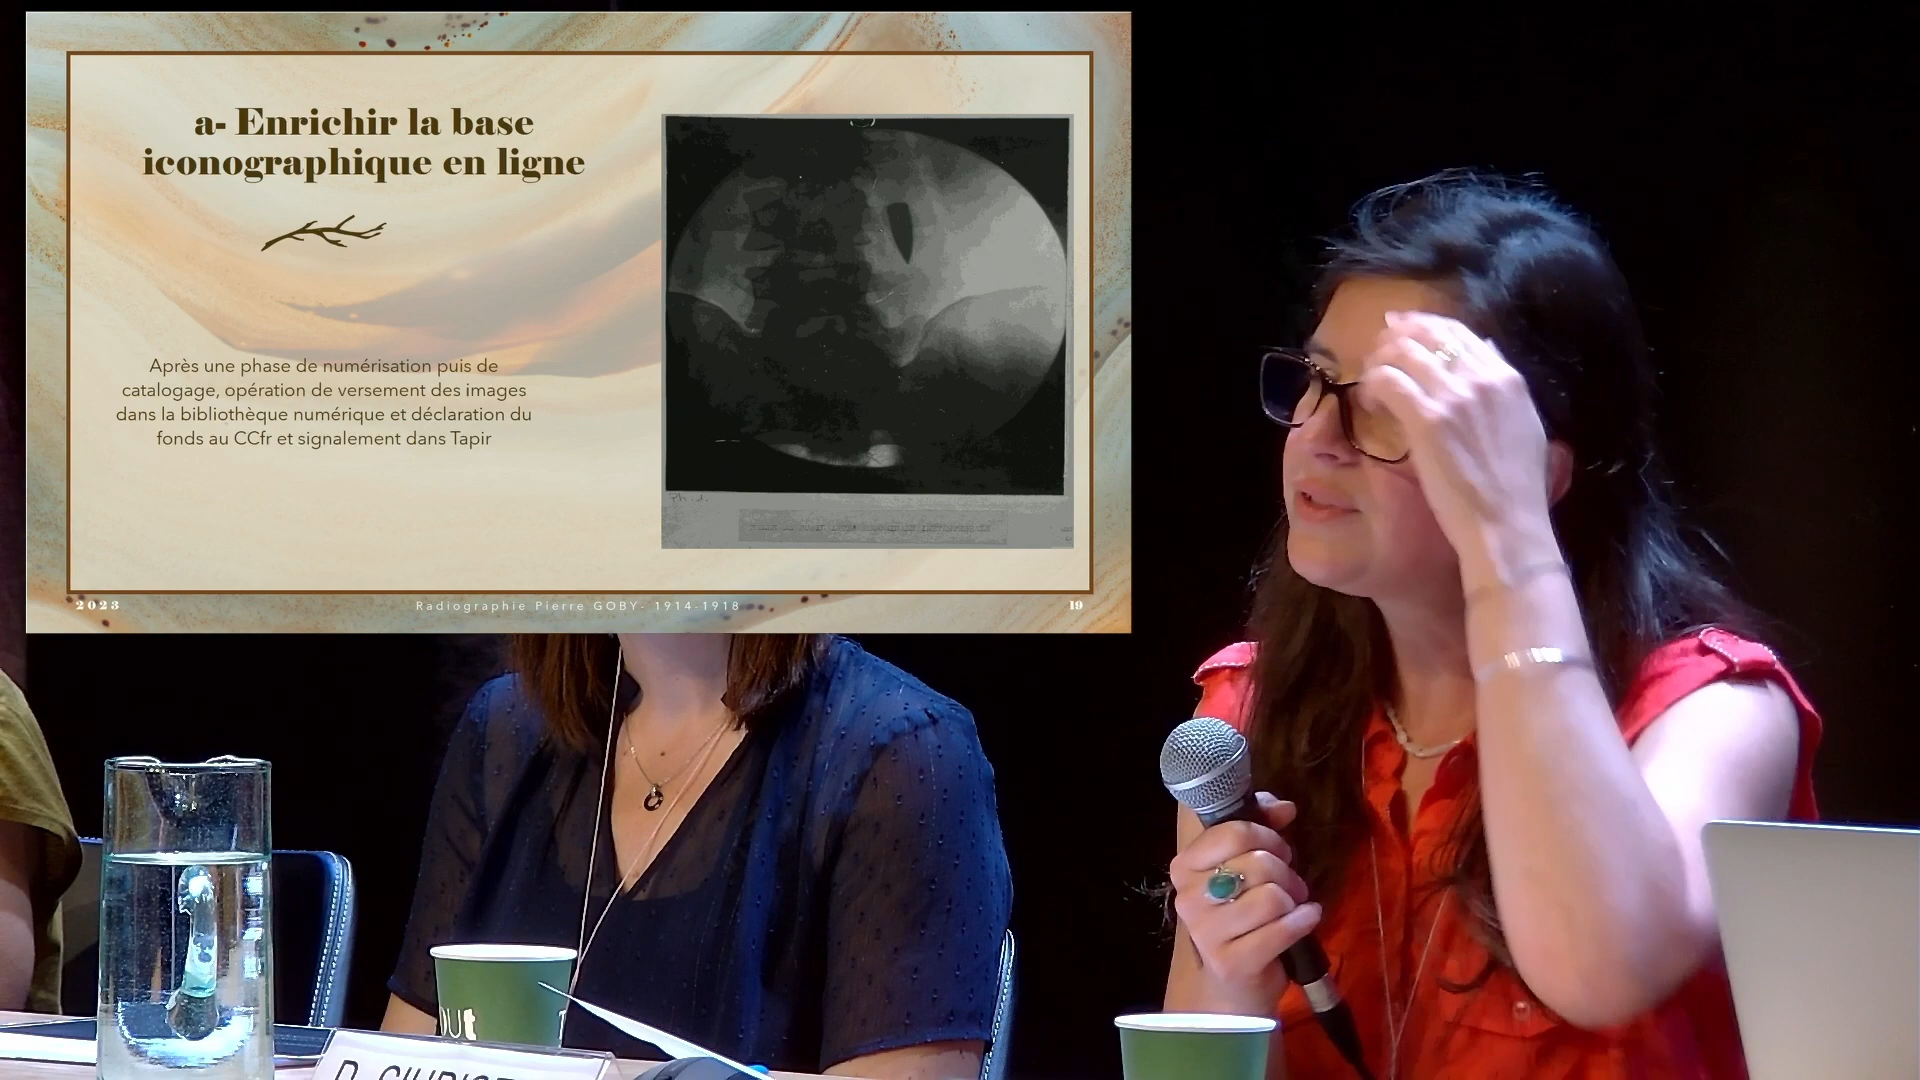 a- Enrichir la base
iconographique en ligne
Après une phase de numérisation puis de
catalogage, opération de versement des images
dans la bibliothèque numérique et déclaration du
fonds au CCfr et signalement dans Tapir
2023
Radiographie Pierre GOBY- 1914-1918
19
out